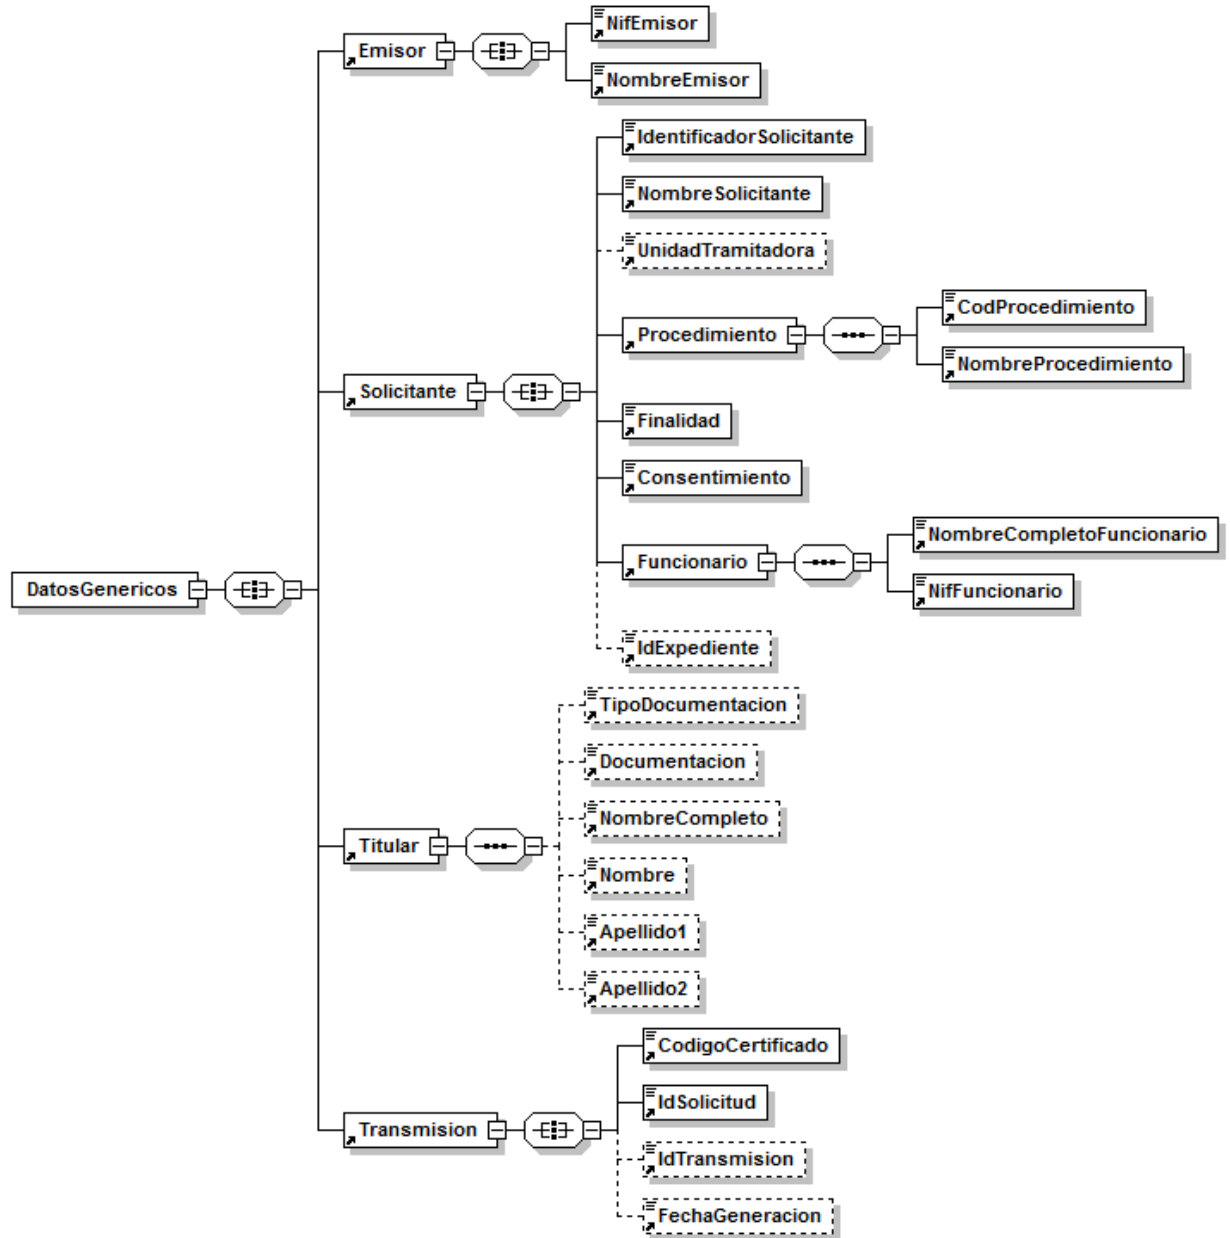 DatosGenericos
Emisor
NifEmisor
NombreEmisor
Solicitante
IdentificadorSolicitante
NombreSolicitante
UnidadTramitadora
Procedimiento
CodProcedimiento
NombreProcedimiento
Finalidad
Consentimiento
Funcionario
NombreCompletoFuncionario
NifFuncionario
IdExpediente
Titular
TipoDocumentacion
Documentacion
NombreCompleto
Nombre
Apellido1
Apellido2
Transmision
CodigoCertificado
IdSolicitud
IdTransmision
FechaGeneracion